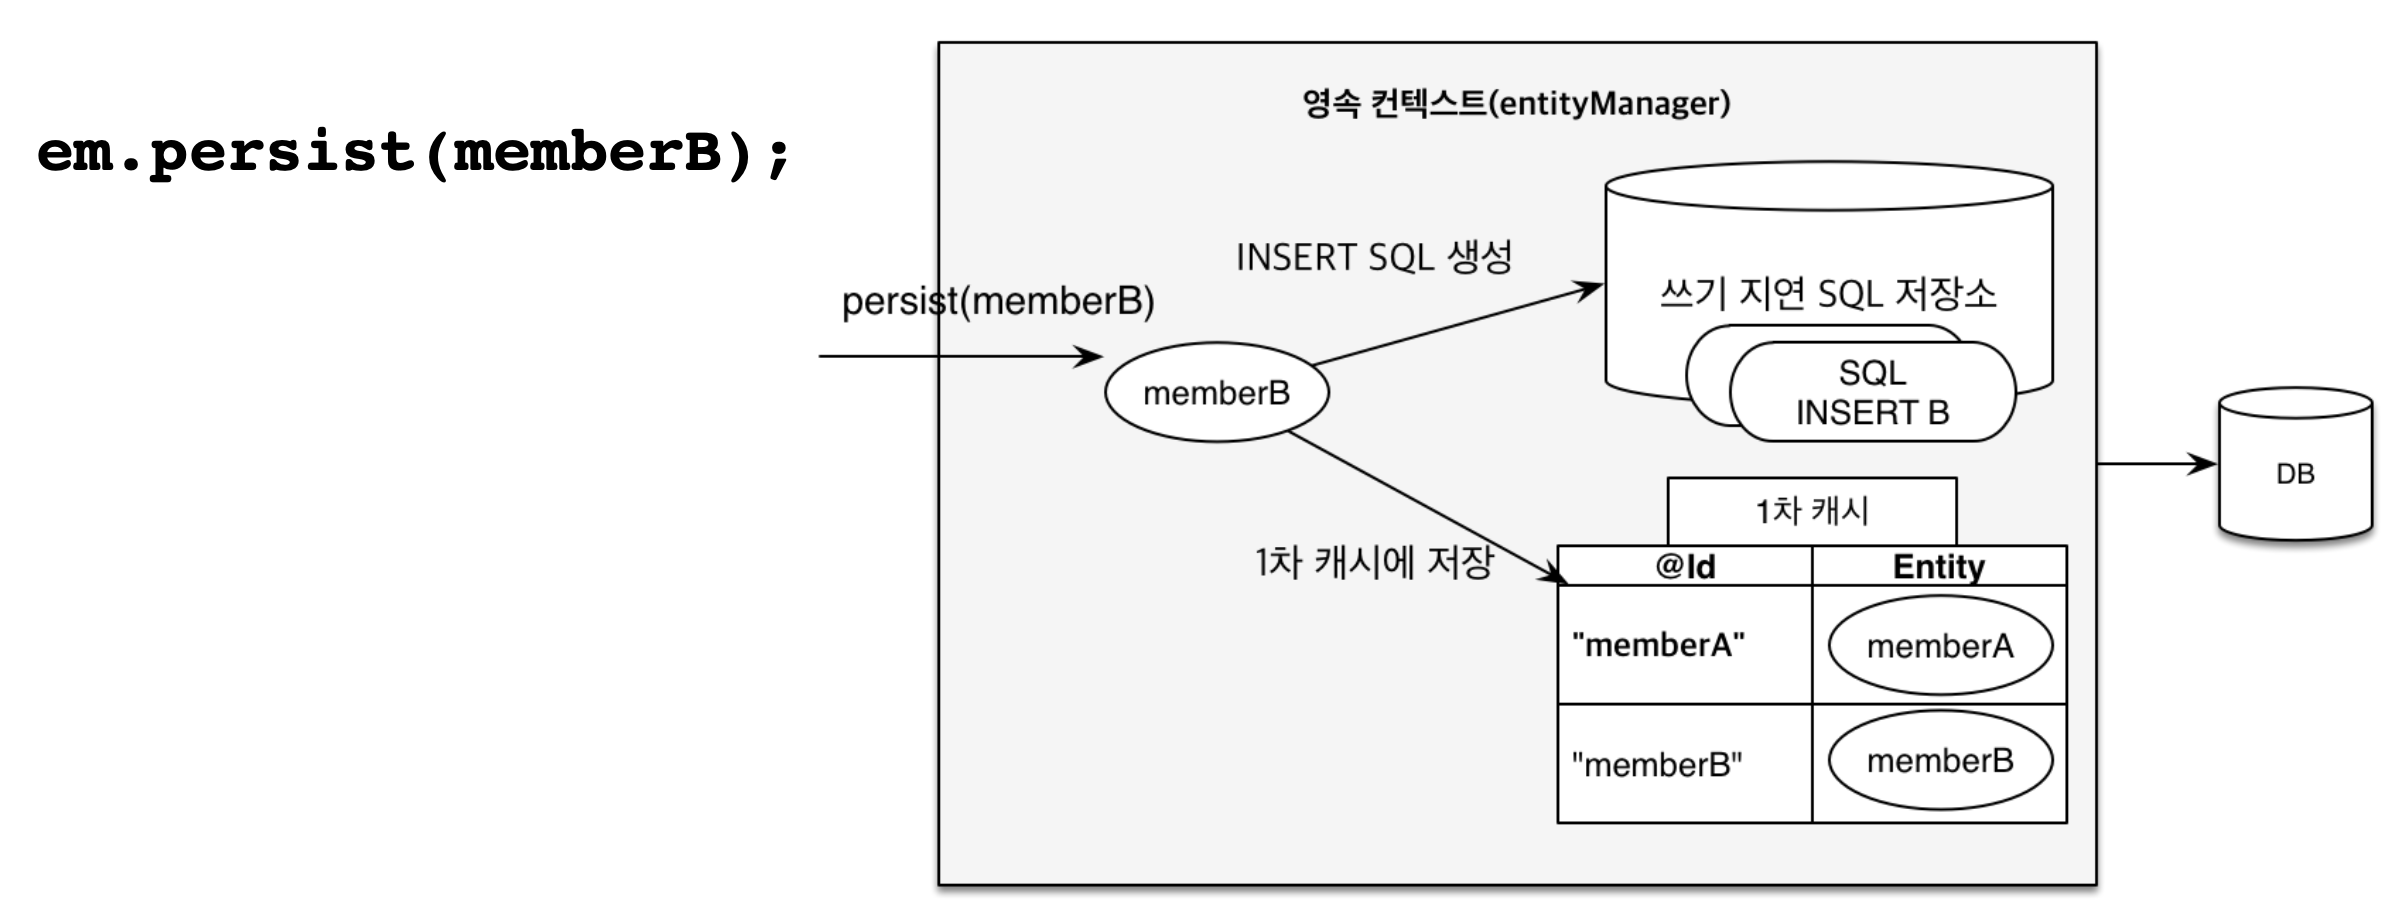 em.persist(memberB);
영속 컨텍스트(entityManager)
INSERT SQL 생성
persist(memberB)
쓰기 지연 SQL 저장소
memberB
SQL
INSERT B
DB
1차 캐시
1차 캐시에 저장
@Id Entity
"memberA" memberA
"memberB" memberB